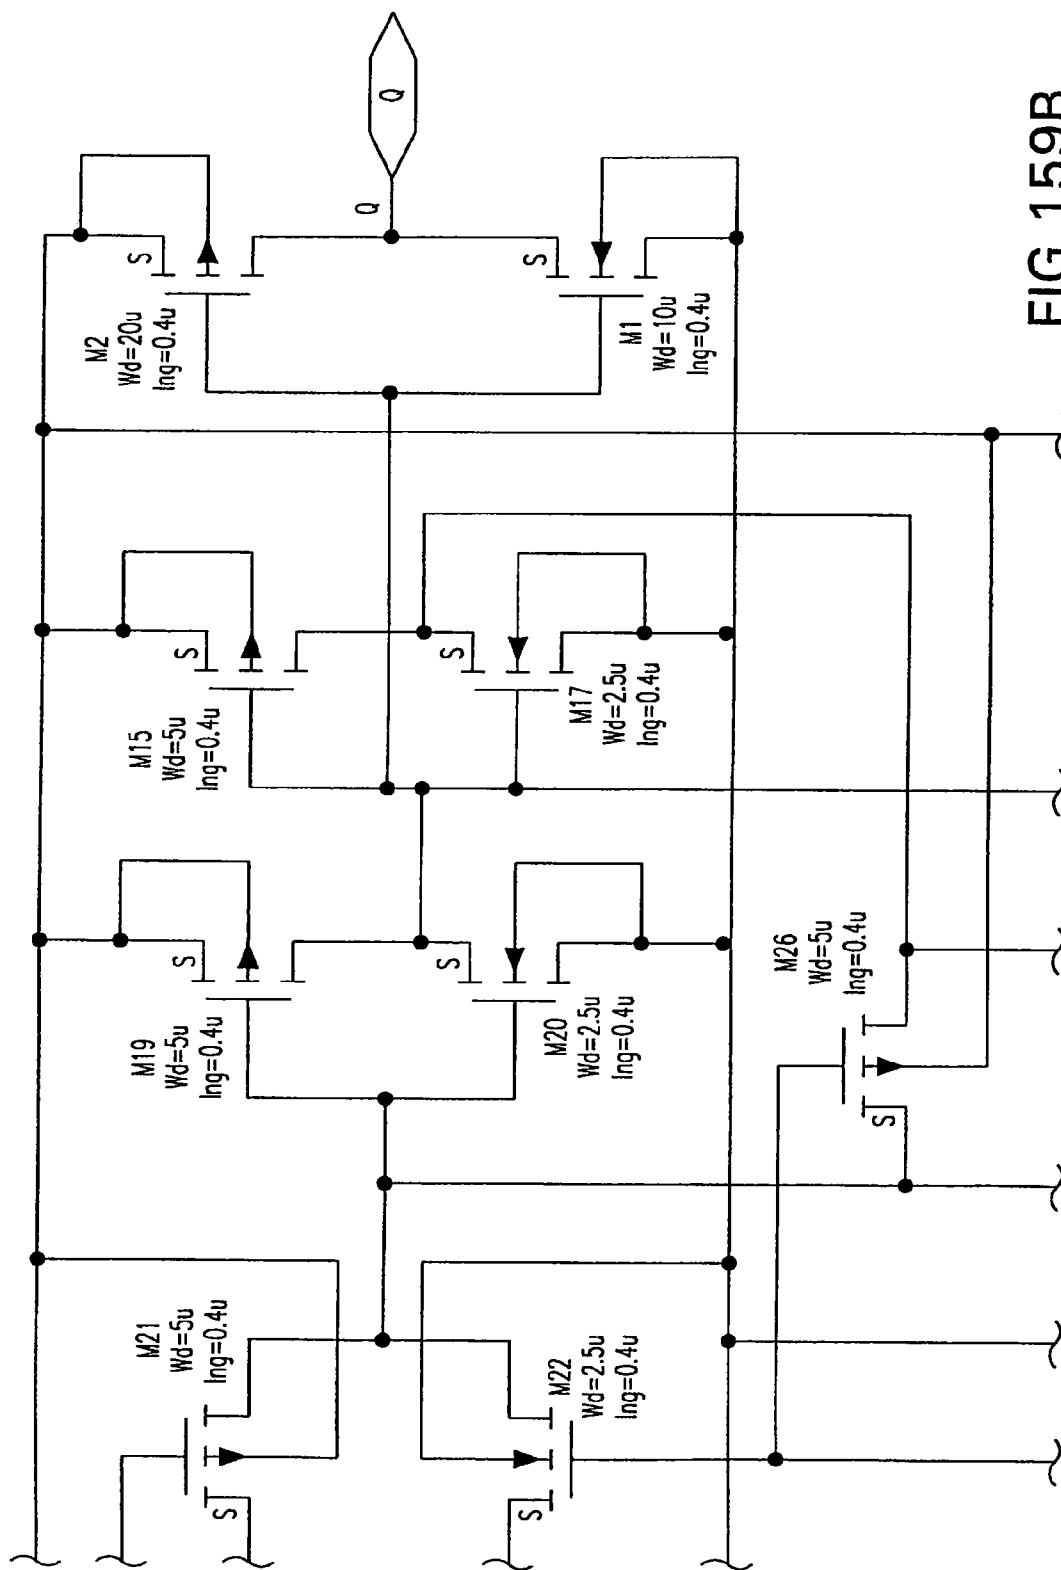 M21
Wd=5u
lng=0.4u
S
M22
Wd=2.5u
lng=0.4u
S
M19
Wd=5u
lng=0.4u
S
M20
Wd=2.5u
lng=0.4u
S
M26
Wd=5u
lng=0.4u
S
M15
Wd=5u
lng=0.4u
S
M17
Wd=2.5u
lng=0.4u
S
M2
Wd=20u
lng=0.4u
S
M1
Wd=10u
lng=0.4u
S
Q
Q
FIG. 159B